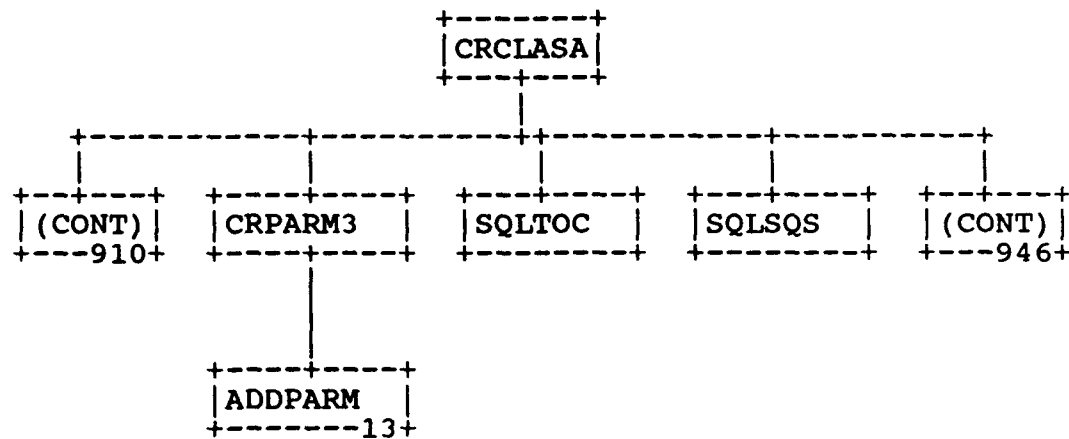 CRCLASA
(CONT) CRPARM3 SQLTOC SQLSQS (CONT)
910 946
ADDPARM
13